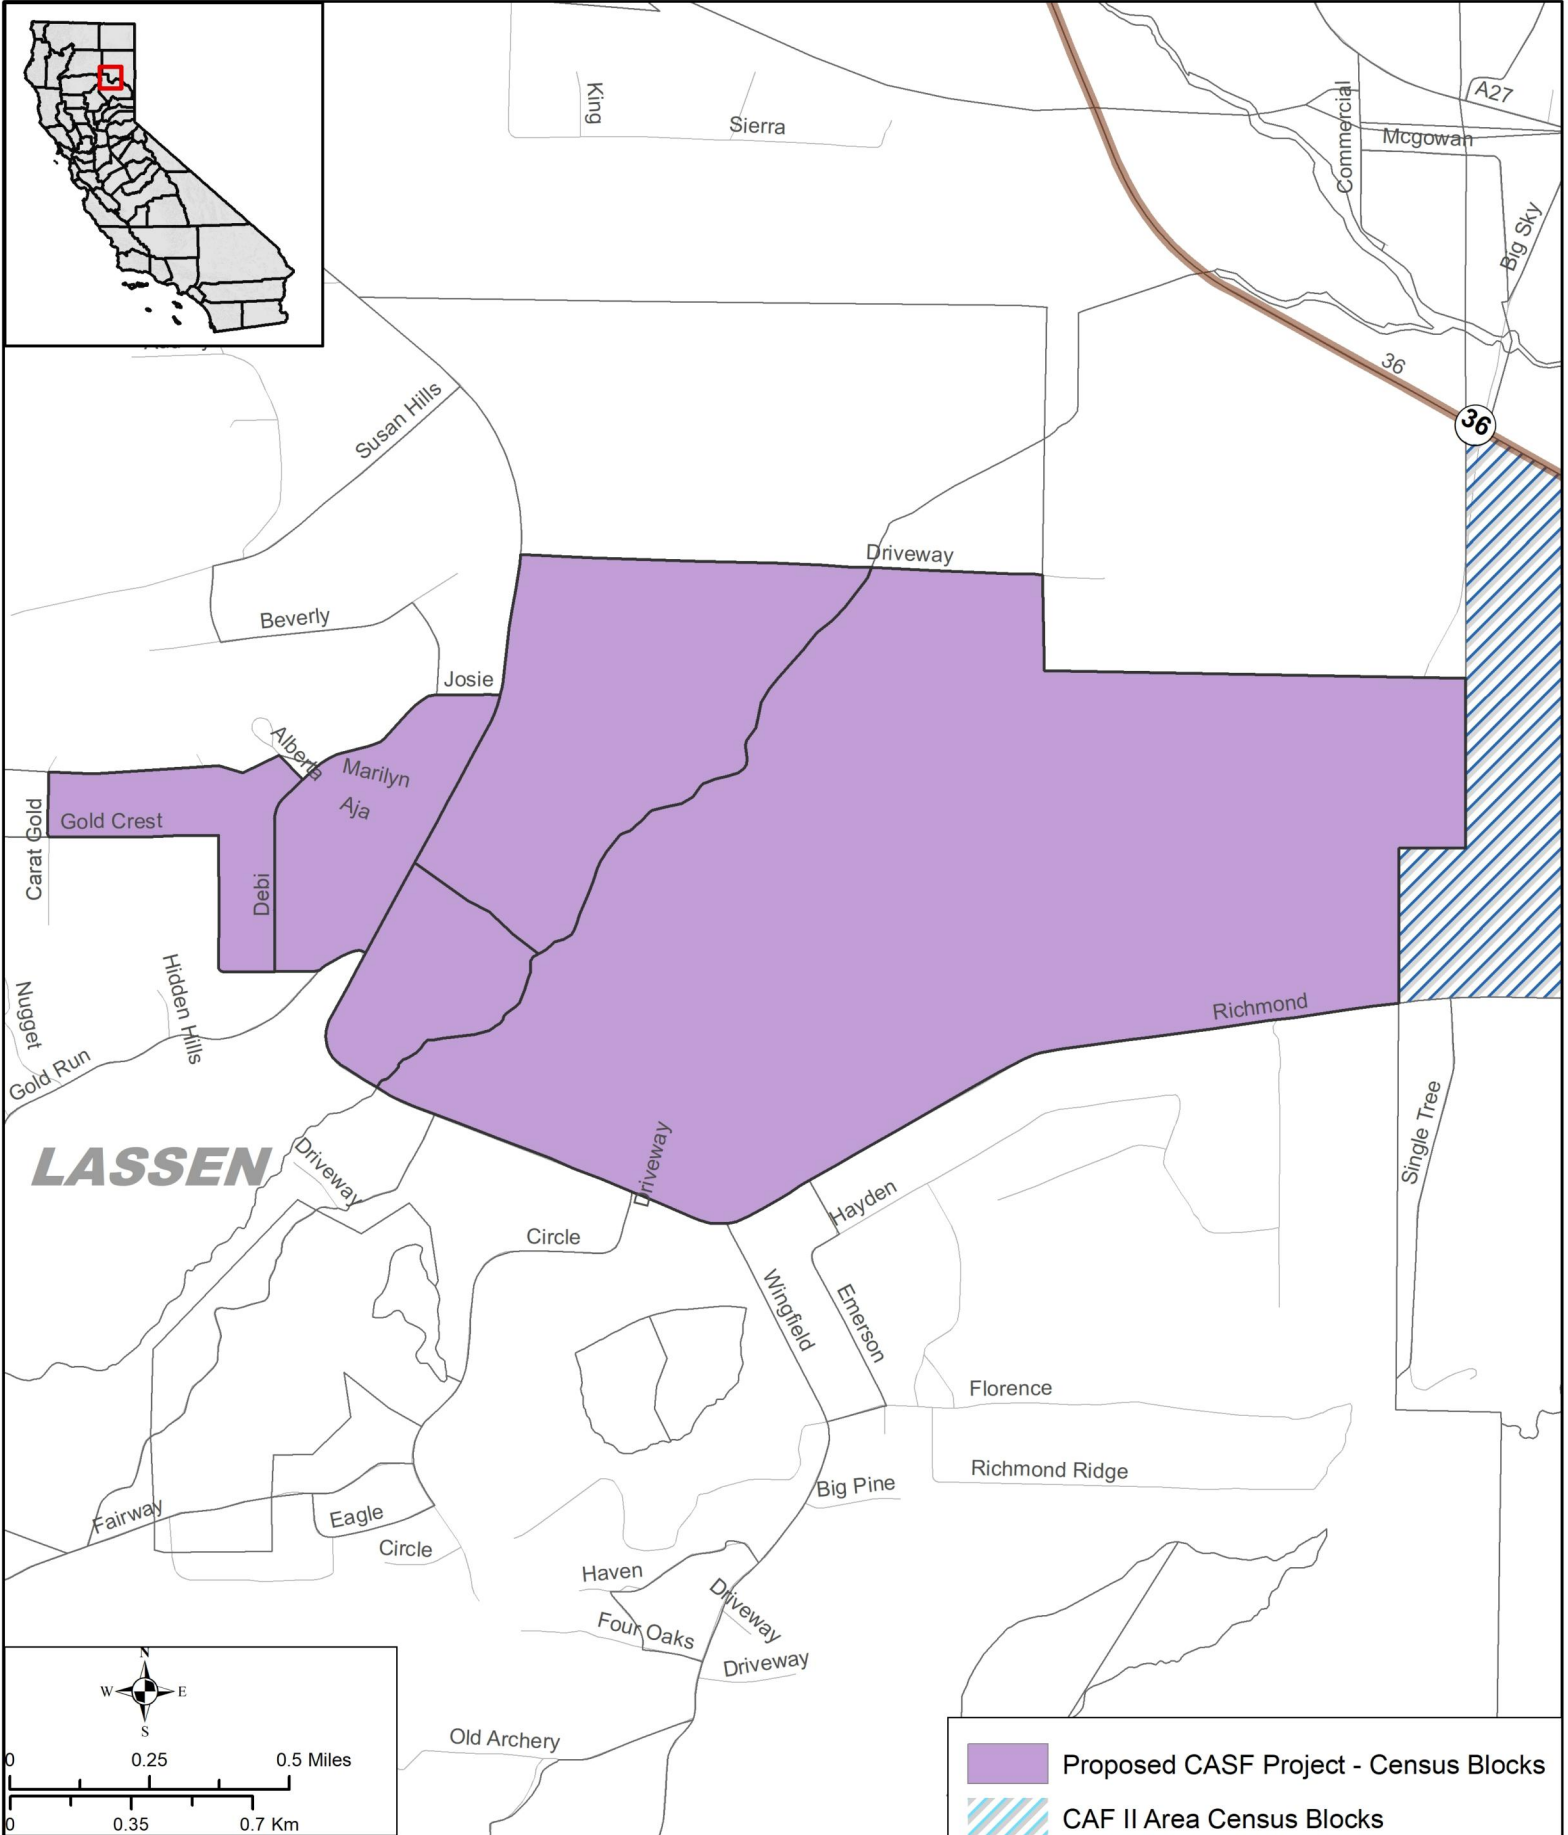 King
Sierra
Commercial
A27
Mcgowan
Big Sky
36
36
Susan Hills
Driveway
Beverly
Josie
Alberta
Marilyn
Aja
Gold Crest
Carat Gold
Debi
Hidden Hills
Nugget
Gold Run
Richmond
LASSEN
Driveway
Driveway
Single Tree
Hayden
Circle
Wingfield
Emerson
Florence
Richmond Ridge
Big Pine
Fairway
Eagle
Circle
Haven
Driveway
Four Oaks
Driveway
Old Archery
N
W E
S
0 0.25 0.5 Miles
0 0.35 0.7 Km
Proposed CASF Project - Census Blocks
CAF II Area Census Blocks